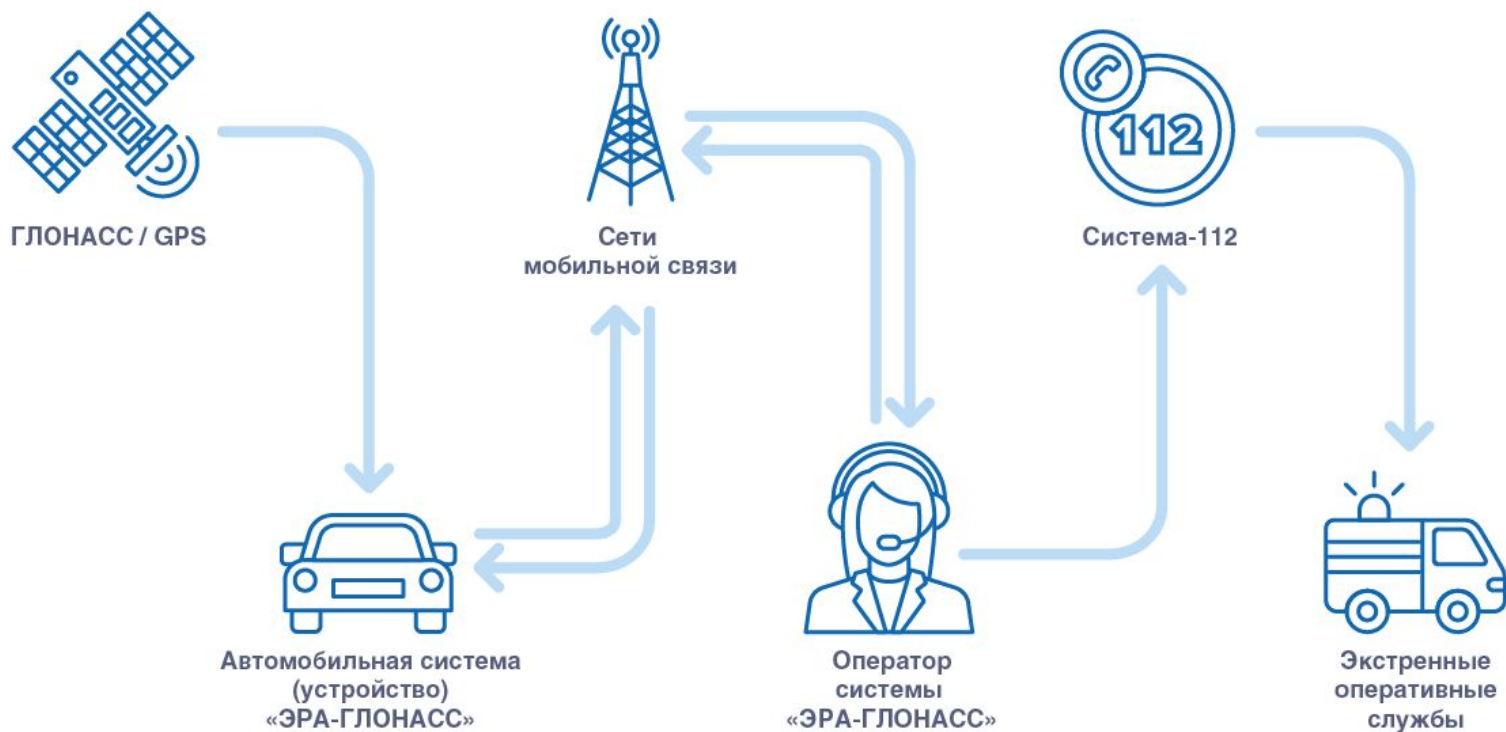 112
ГЛОНАСС / GPS
Сети
мобильной связи
Система-112
Автомобильная система
(устройство)
«ЭРА-ГЛОНАСС»
Оператор
системы
«ЭРА-ГЛОНАСС»
Экстренные
оперативные
службы